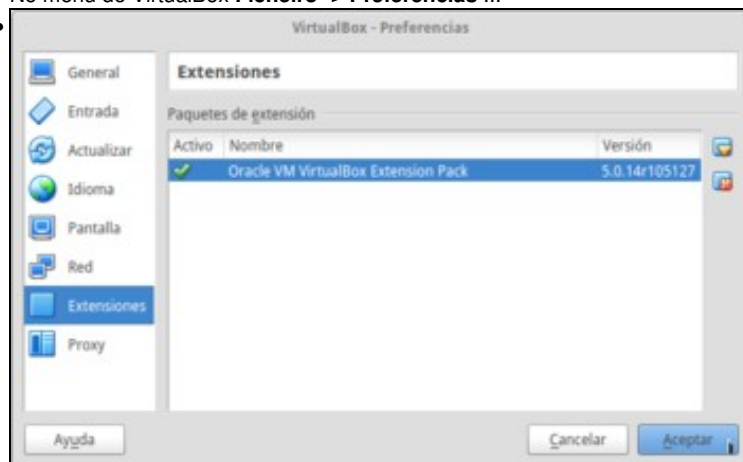 VirtualBox - Preferencias
General
Entrada
Actualizar
Idioma
Pantalla
Red
Extensiones
Proxy
Extensiones
Paquetes de extensión
Activo Nombre Versión
Oracle VM VirtualBox Extension Pack 5.0.14r105127
Ayuda Cancelar Aceptar